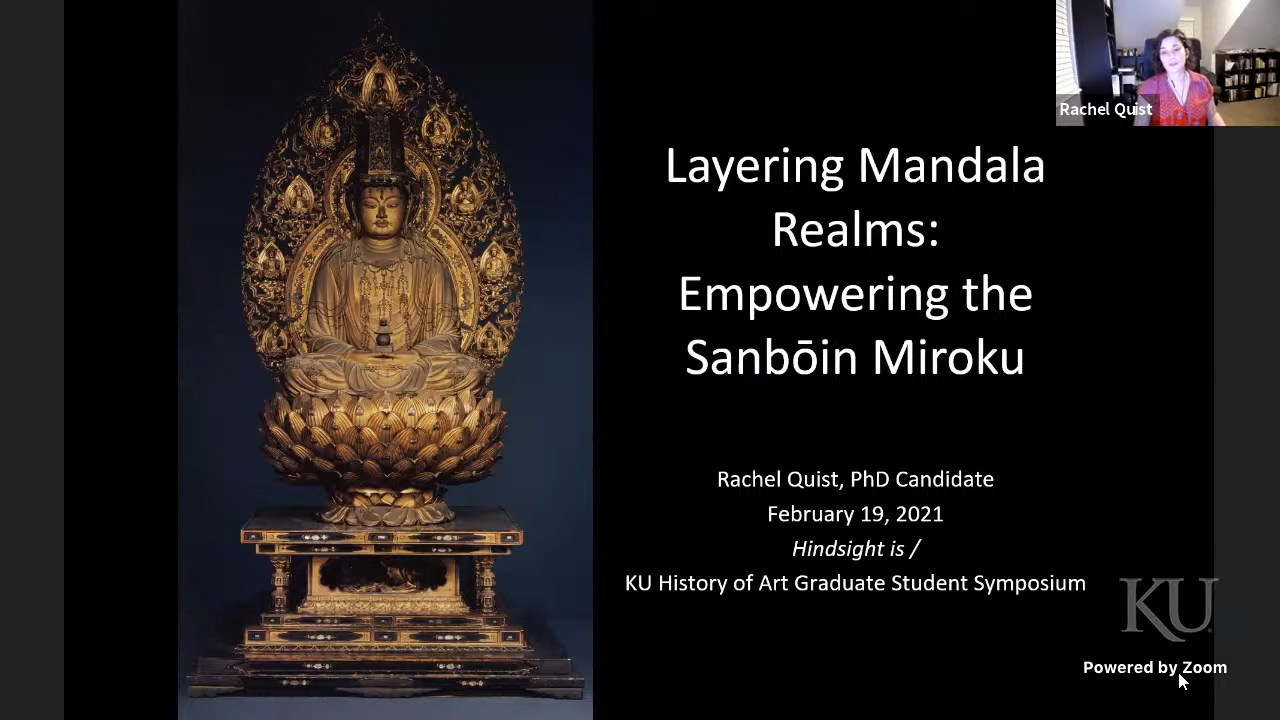 Rachel Quist
Layering Mandala
Realms:
Empowering the
Sanbōin Miroku
Rachel Quist, PhD Candidate
February 19, 2021
Hindsight is /
KU History of Art Graduate Student Symposium
KU
Powered by Zoom